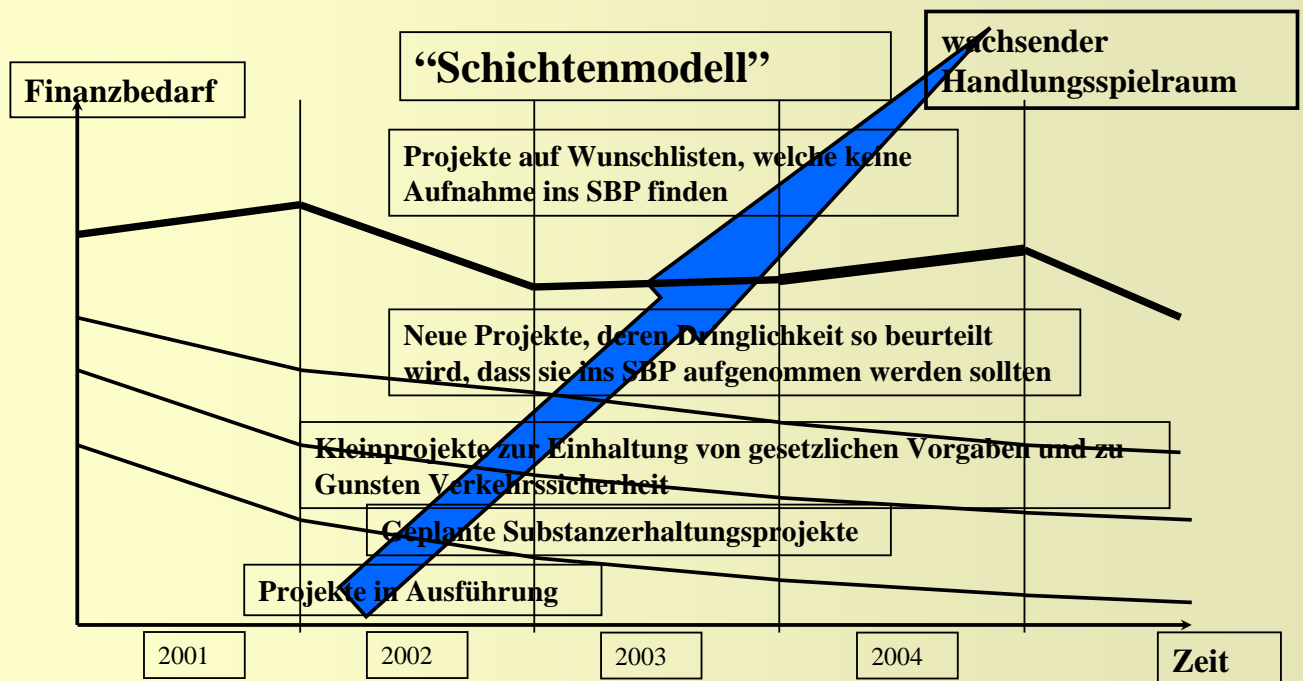 “Schichtenmodell”
wachsender
Handlungsspielraum
Finanzbedarf
Projekte auf Wunschlisten, welche keine
Aufnahme ins SBP finden
Neue Projekte, deren Dringlichkeit so beurteilt
wird, dass sie ins SBP aufgenommen werden sollten
Kleinprojekte zur Einhaltung von gesetzlichen Vorgaben und zu
Gunsten Verkehrssicherheit
Geplante Substanzerhaltungsprojekte
Projekte in Ausführung
2001
2002
2003
2004
Zeit